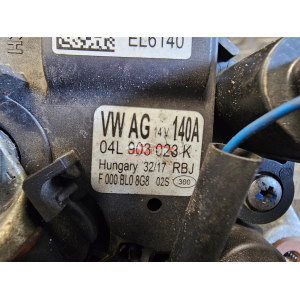 EL6140
VW AG 14V 140A
04L 903 023 K
Hungary 32/17 RBJ
F 000 BL0 8G8 02S 300